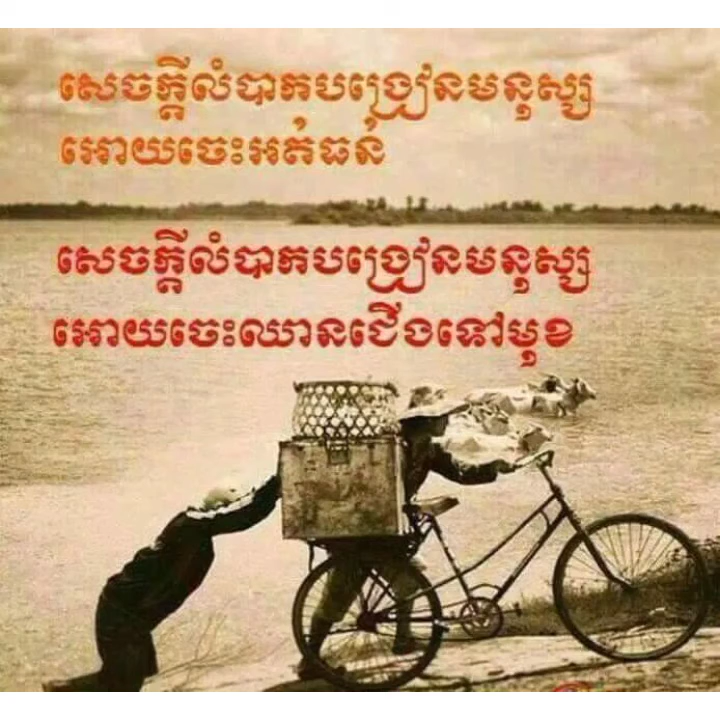 សេចក្ដីលំបាកបង្រៀនមនុស្ស
អោយចេះអត់ធន់
សេចក្ដីលំបាកបង្រៀនមនុស្ស
អោយចេះឈានជើងទៅមុខ